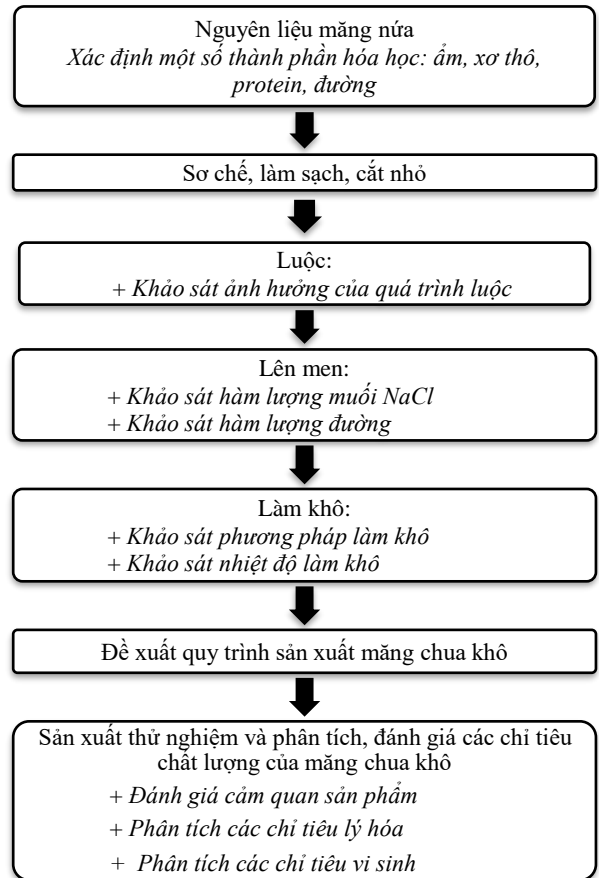 Nguyên liệu măng nứa
Xác định một số thành phần hóa học: ẩm, xơ thô,
protein, đường
Sơ chế, làm sạch, cắt nhỏ
Luộc:
+ Khảo sát ảnh hưởng của quá trình luộc
Lên men:
+ Khảo sát hàm lượng muối NaCl
+ Khảo sát hàm lượng đường
Làm khô:
+ Khảo sát phương pháp làm khô
+ Khảo sát nhiệt độ làm khô
Đề xuất quy trình sản xuất măng chua khô
Sản xuất thử nghiệm và phân tích, đánh giá các chỉ tiêu
chất lượng của măng chua khô
+ Đánh giá cảm quan sản phẩm
+ Phân tích các chỉ tiêu lý hóa
+ Phân tích các chỉ tiêu vi sinh